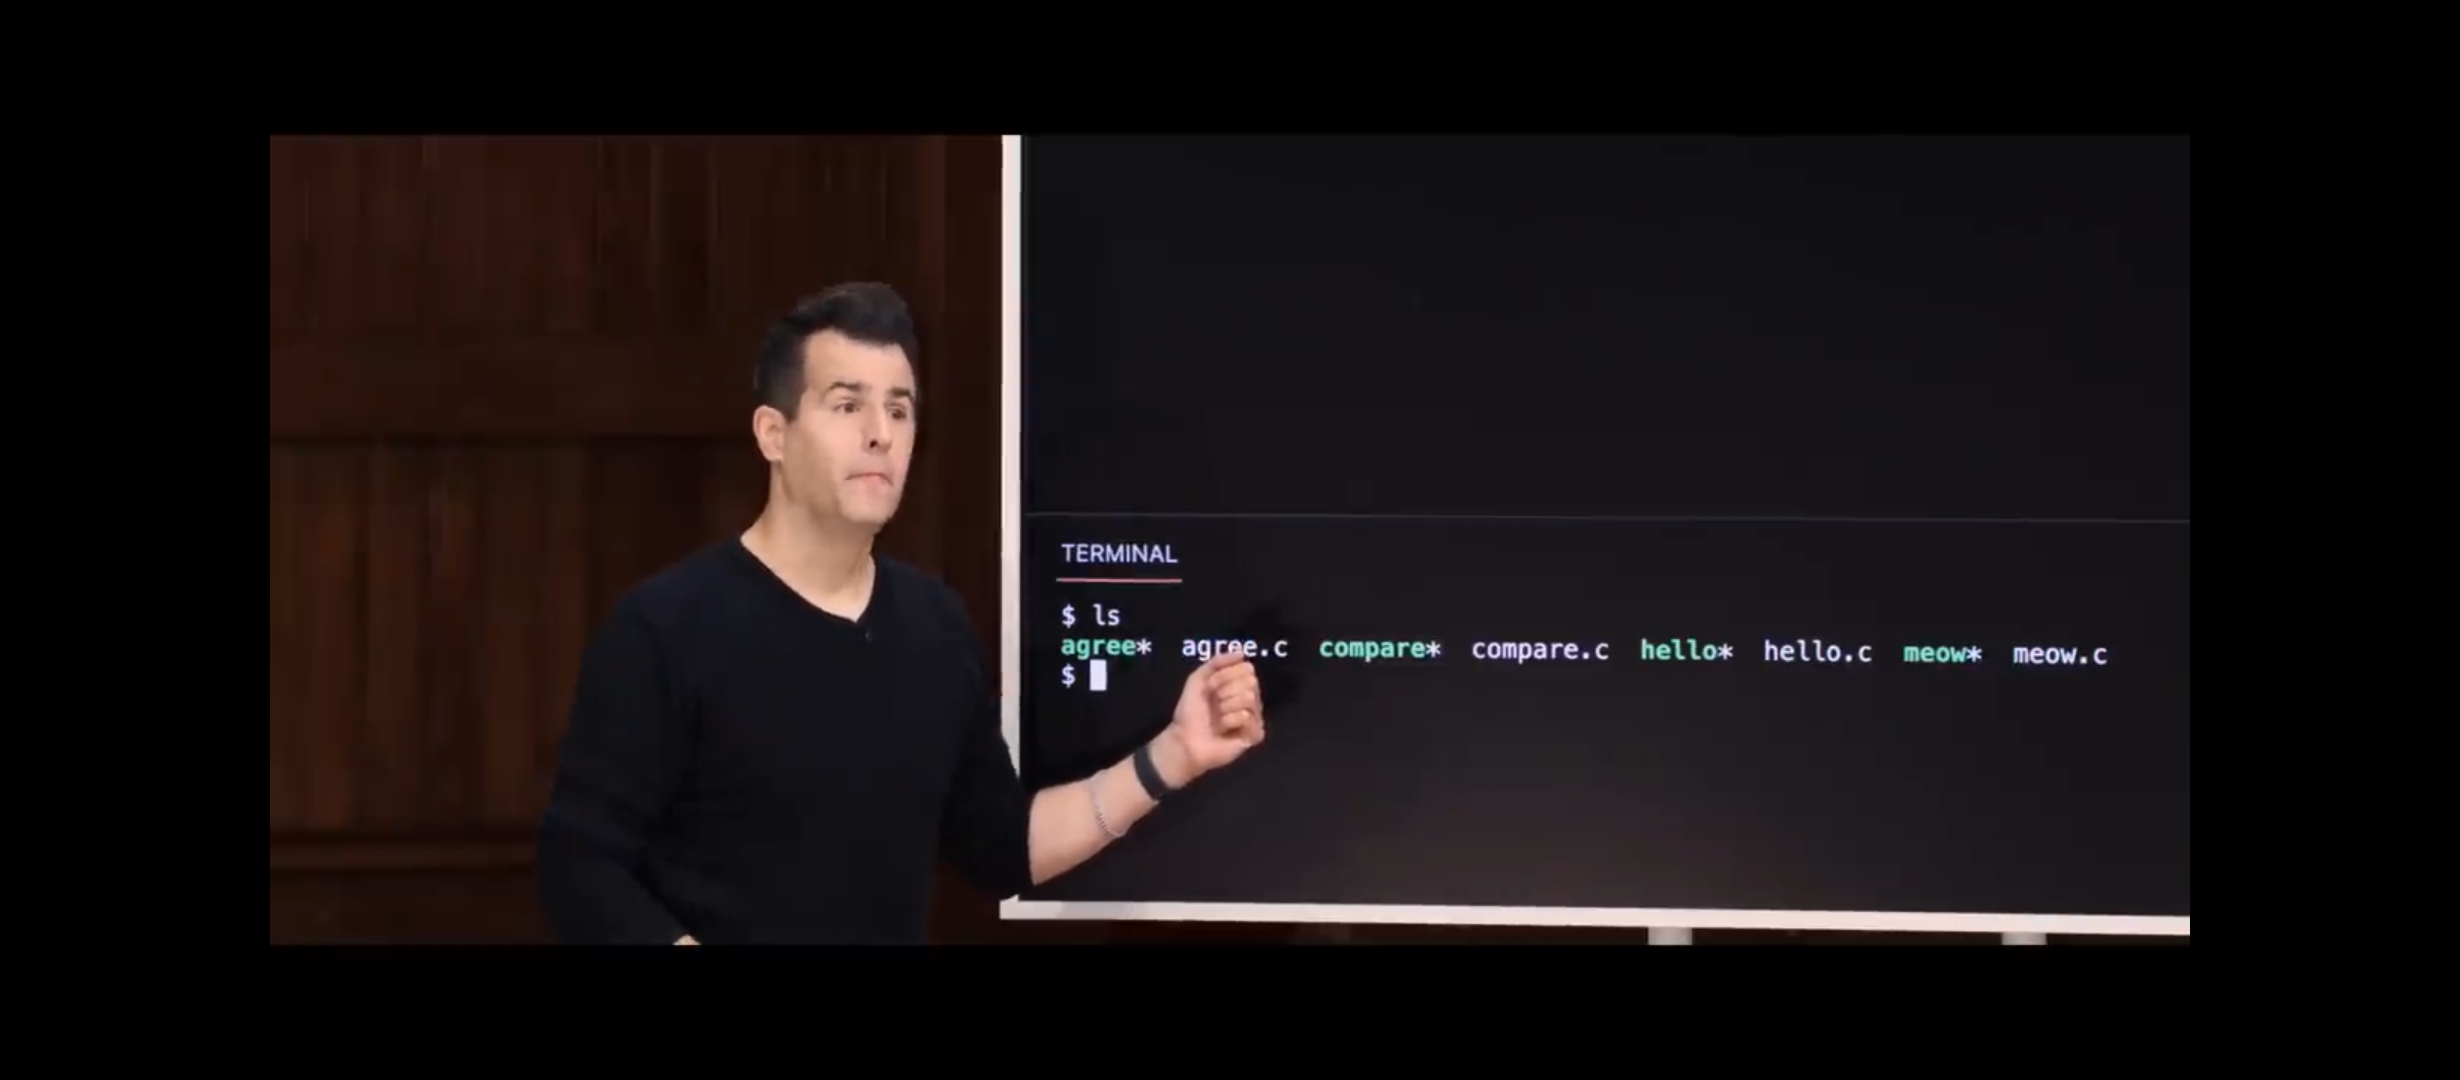 TERMINAL
$ ls
agree* agree.c compare* compare.c hello* hello.c meow* meow.c
$